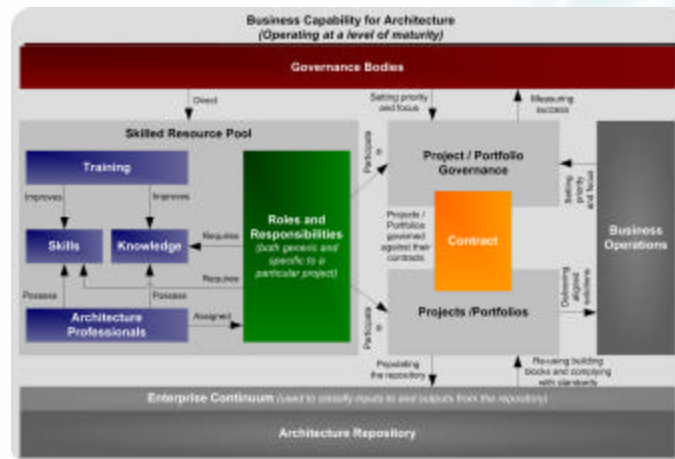 Business Capability for Architecture
(Operating at a level of maturity)
Governance Bodies
Direct
Setting priority
and focus
Measuring
success
Skilled Resource Pool
Training
Improves
Improves
Skills
Knowledge
Possess
Possess
Architecture
Professionals
Requires
Requires
Assigned
Roles and
Responsibilities
(both generic and
specific to a
particular project)
Participate
in
Participate
in
Project / Portfolio
Governance
Projects /
Portfolios
governed
against their
contracts
Contract
Projects /Portfolios
Setting
priority
and focus
Delivering
aligned
solutions
Business
Operations
Populating
the repository
Re-using building
blocks and complying
with standards
Enterprise Continuum (used to classify inputs to and outputs from the repository)
Architecture Repository